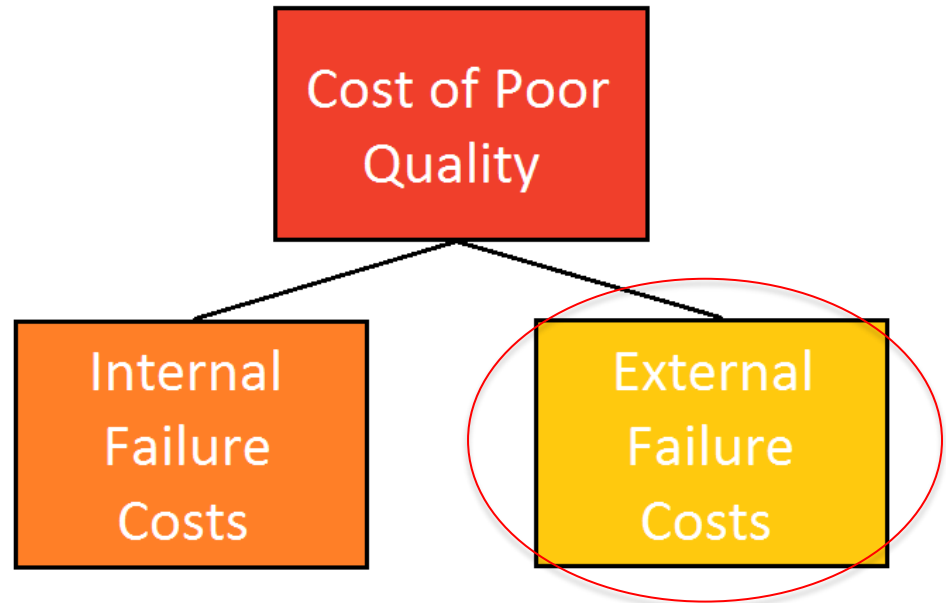 Cost of Poor
Quality
Internal
Failure
Costs
External
Failure
Costs